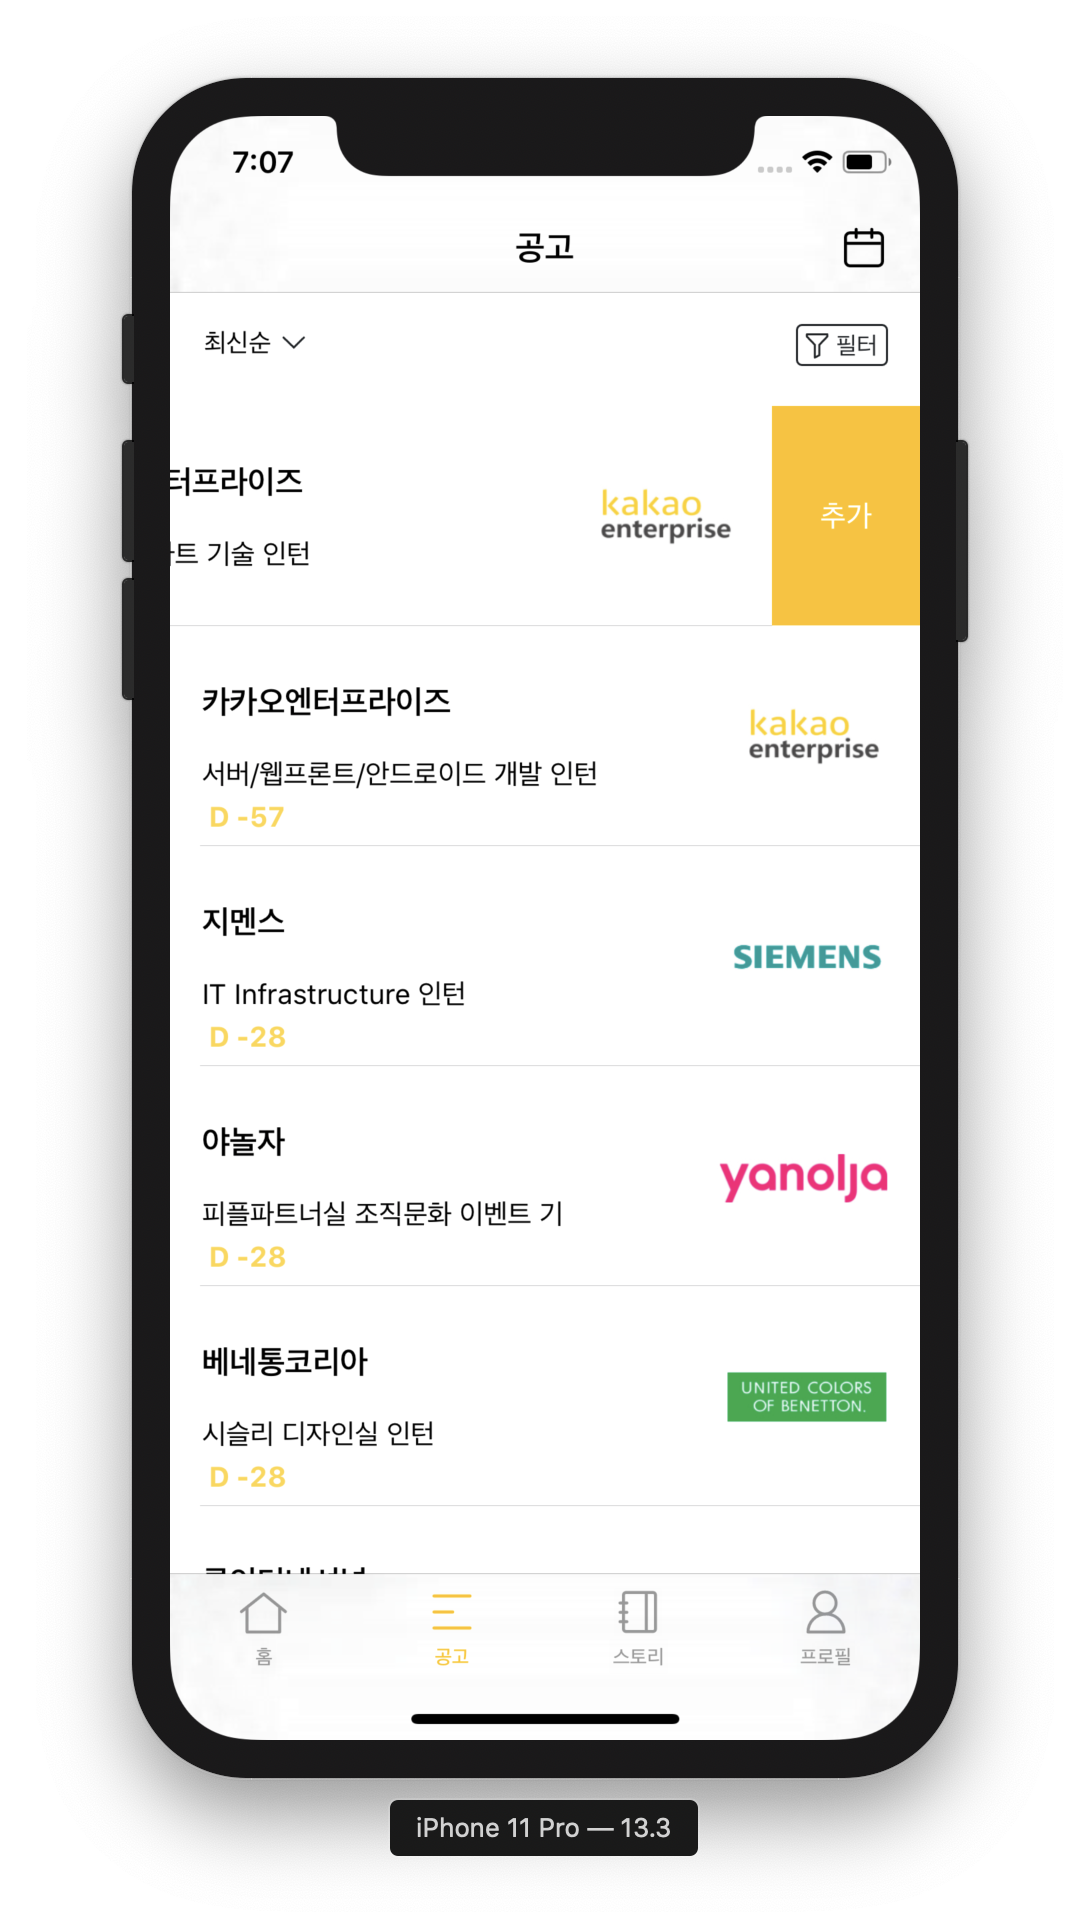 7:07
공고
최신순
필터
터프라이즈
트 기술 인턴
kakao
enterprise
추가
카카오엔터프라이즈
서버/웹프론트/안드로이드 개발 인턴
D -57
kakao
enterprise
지멘스
IT Infrastructure 인턴
D -28
SIEMENS
야놀자
피플파트너실 조직문화 이벤트 기
D -28
yanolja
베네통코리아
시슬리 디자인실 인턴
D -28
UNITED COLORS
OF BENETTON.
홈
공고
스토리
프로필
iPhone 11 Pro — 13.3